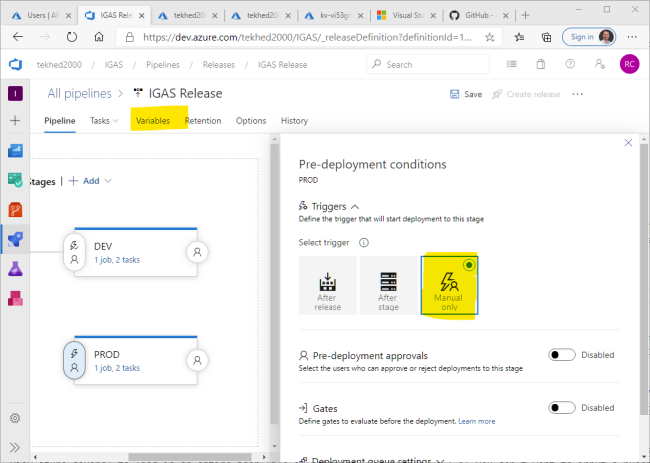 Users | All
IGAS Release
tekhed2000
tekhed2000
kv-vi53gr
Visual Stu
GitHub -
https://dev.azure.com/tekhed2000/IGAS/_releaseDefinition?definitionId=1...
Sign in
tekhed2000 / IGAS / Pipelines / Releases / IGAS Release
Search
RC
I
All pipelines > IGAS Release
Save
Create release
Pipeline
Tasks
Variables
Retention
Options
History
Stages | + Add
DEV
1 job, 2 tasks
PROD
1 job, 2 tasks
Pre-deployment conditions
PROD
Triggers
Define the trigger that will start deployment to this stage
Select trigger
After
release
After
stage
Manual
only
Pre-deployment approvals
Disabled
Select the users who can approve or reject deployments to this stage
Gates
Disabled
Define gates to evaluate before the deployment. Learn more
Deployment queue settings